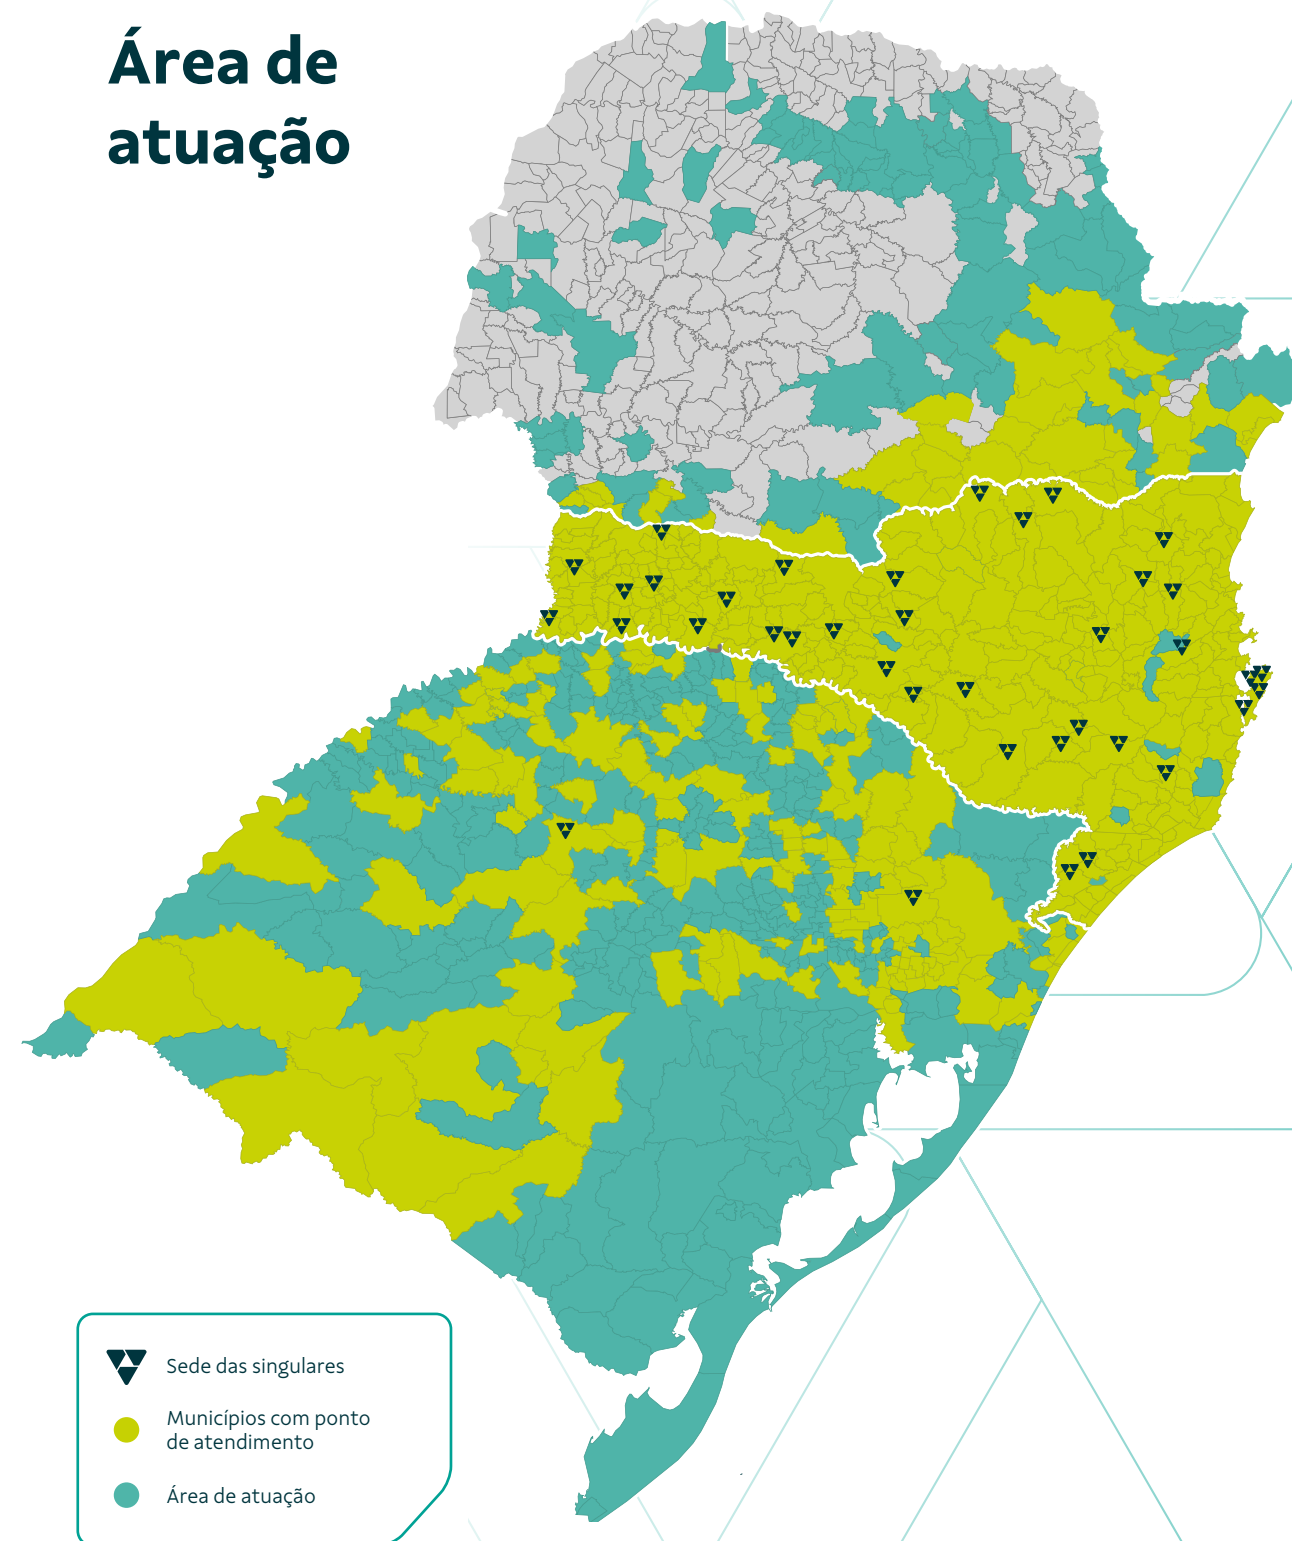 Área de
atuação
Sede das singulares
Municípios com ponto
de atendimento
Área de atuação